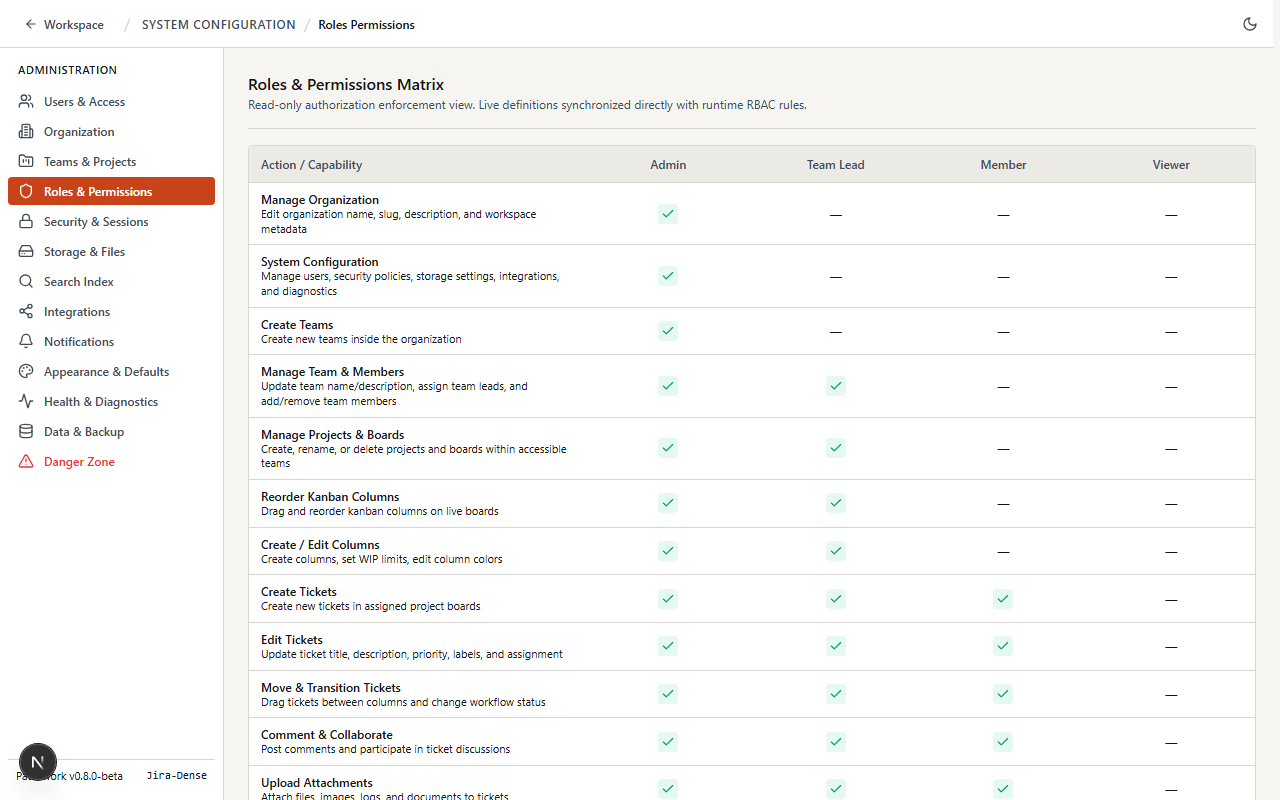 Workspace / SYSTEM CONFIGURATION / Roles Permissions
ADMINISTRATION
Users & Access
Organization
Teams & Projects
Roles & Permissions
Security & Sessions
Storage & Files
Search Index
Integrations
Notifications
Appearance & Defaults
Health & Diagnostics
Data & Backup
Danger Zone
N
v0.8.0-beta
Jira-Dense
Roles & Permissions Matrix
Read-only authorization enforcement view. Live definitions synchronized directly with runtime RBAC rules.
Action / Capability Admin Team Lead Member Viewer
Manage Organization
Edit organization name, slug, description, and workspace
metadata
✓ — — —
System Configuration
Manage users, security policies, storage settings, integrations,
and diagnostics
✓ — — —
Create Teams
Create new teams inside the organization
✓ — — —
Manage Team & Members
Update team name/description, assign team leads, and
add/remove team members
✓ ✓ — —
Manage Projects & Boards
Create, rename, or delete projects and boards within accessible
teams
✓ ✓ — —
Reorder Kanban Columns
Drag and reorder kanban columns on live boards
✓ ✓ — —
Create / Edit Columns
Create columns, set WIP limits, edit column colors
✓ ✓ — —
Create Tickets
Create new tickets in assigned project boards
✓ ✓ ✓ —
Edit Tickets
Update ticket title, description, priority, labels, and assignment
✓ ✓ ✓ —
Move & Transition Tickets
Drag tickets between columns and change workflow status
✓ ✓ ✓ —
Comment & Collaborate
Post comments and participate in ticket discussions
✓ ✓ ✓ —
Upload Attachments
Attach files, images, logs, and documents to tickets
✓ ✓ ✓ —